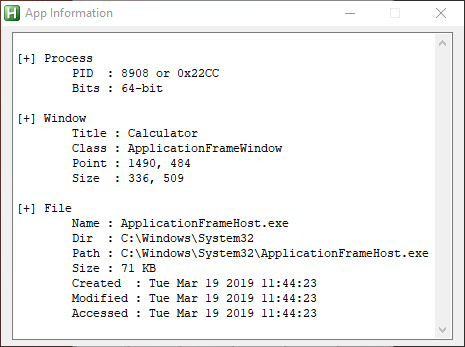 App Information
[+] Process
PID : 8908 or 0x22CC
Bits : 64-bit
[+] Window
Title : Calculator
Class : ApplicationFrameWindow
Point : 1490, 484
Size : 336, 509
[+] File
Name : ApplicationFrameHost.exe
Dir : C:\Windows\System32
Path : C:\Windows\System32\ApplicationFrameHost.exe
Size : 71 KB
Created : Tue Mar 19 2019 11:44:23
Modified : Tue Mar 19 2019 11:44:23
Accessed : Tue Mar 19 2019 11:44:23